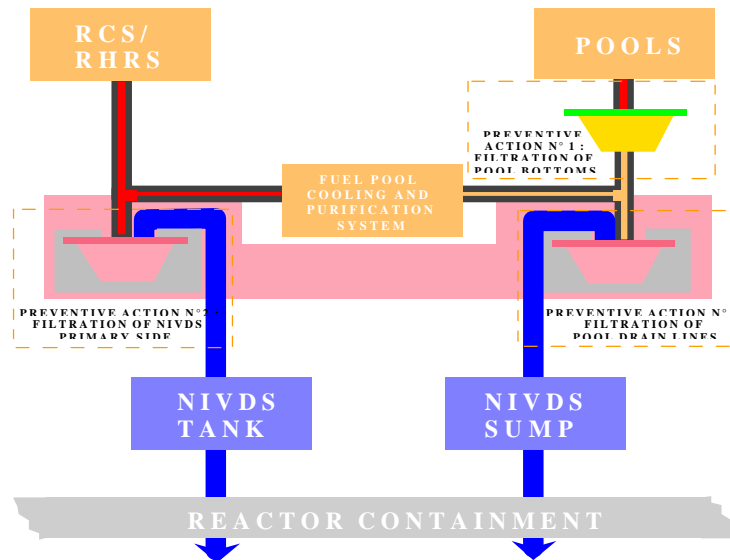 RCS/
RHRS
POOLS
PREVENTIVE
ACTION N° 1 :
FILTRATION OF
POOL BOTTOMS
FUEL POOL
COOLING AND
PURIFICATION
SYSTEM
PREVENTIVE ACTION N°2 :
FILTRATION OF NIVDS
PRIMARY SIDE
PREVENTIVE ACTION N°
FILTRATION OF
POOL DRAIN LINES
NIVDS
TANK
NIVDS
SUMP
REACTOR CONTAINMENT